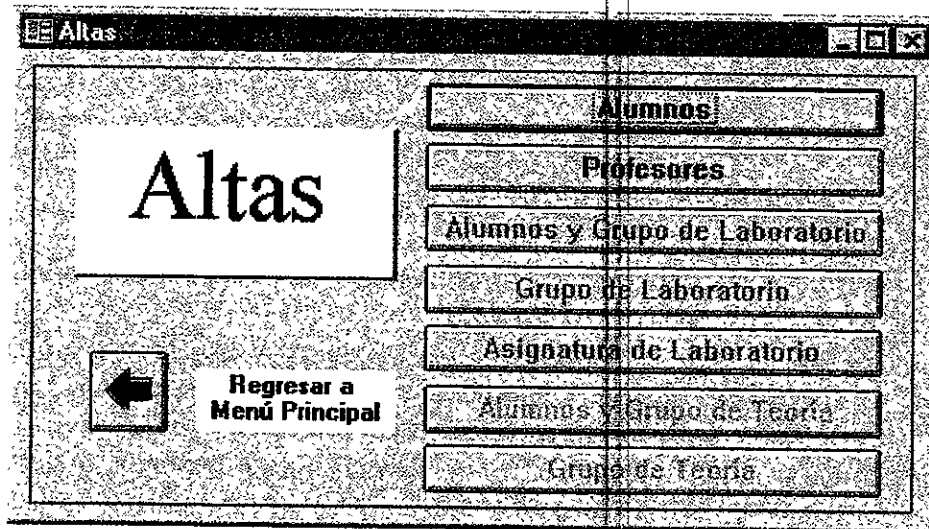 Altas
Altas
Alumnos
Profesores
Alumnos y Grupo de Laboratorio
Grupo de Laboratorio
Asignatura de Laboratorio
Alumnos y Grupo de Teoría
Grupo de Teoría
Regresar a
Menú Principal